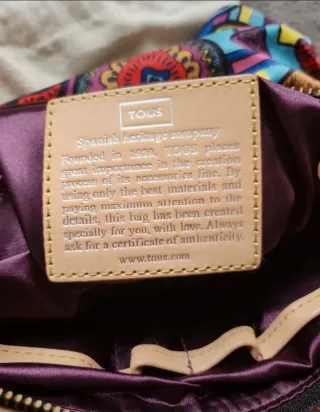 TOUS
Spanish heritage company
Founded in 1920, TOUS places
great importance in the creation
process of its accessories line. By
using only the best materials and
paying maximum attention to the
details, this bag has been created
specially for you, with love. Always
ask for a certificate of authenticity.
www.tous.com